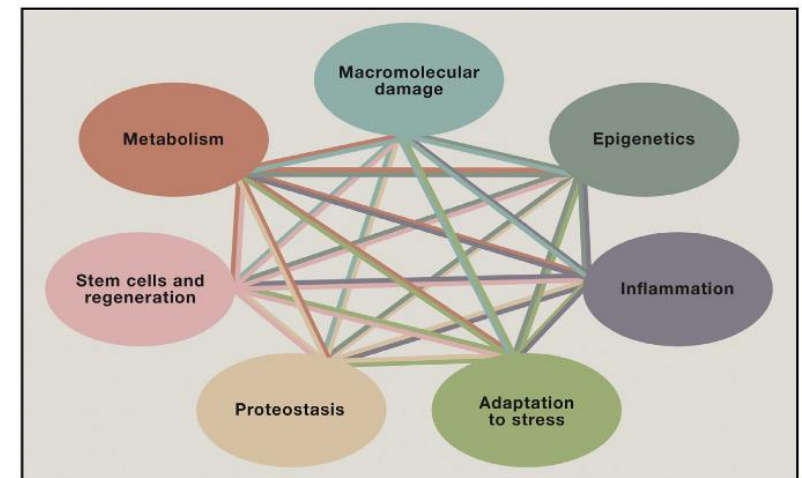 Macromolecular
damage
Metabolism
Epigenetics
Stem cells and
regeneration
Inflammation
Proteostasis
Adaptation
to stress